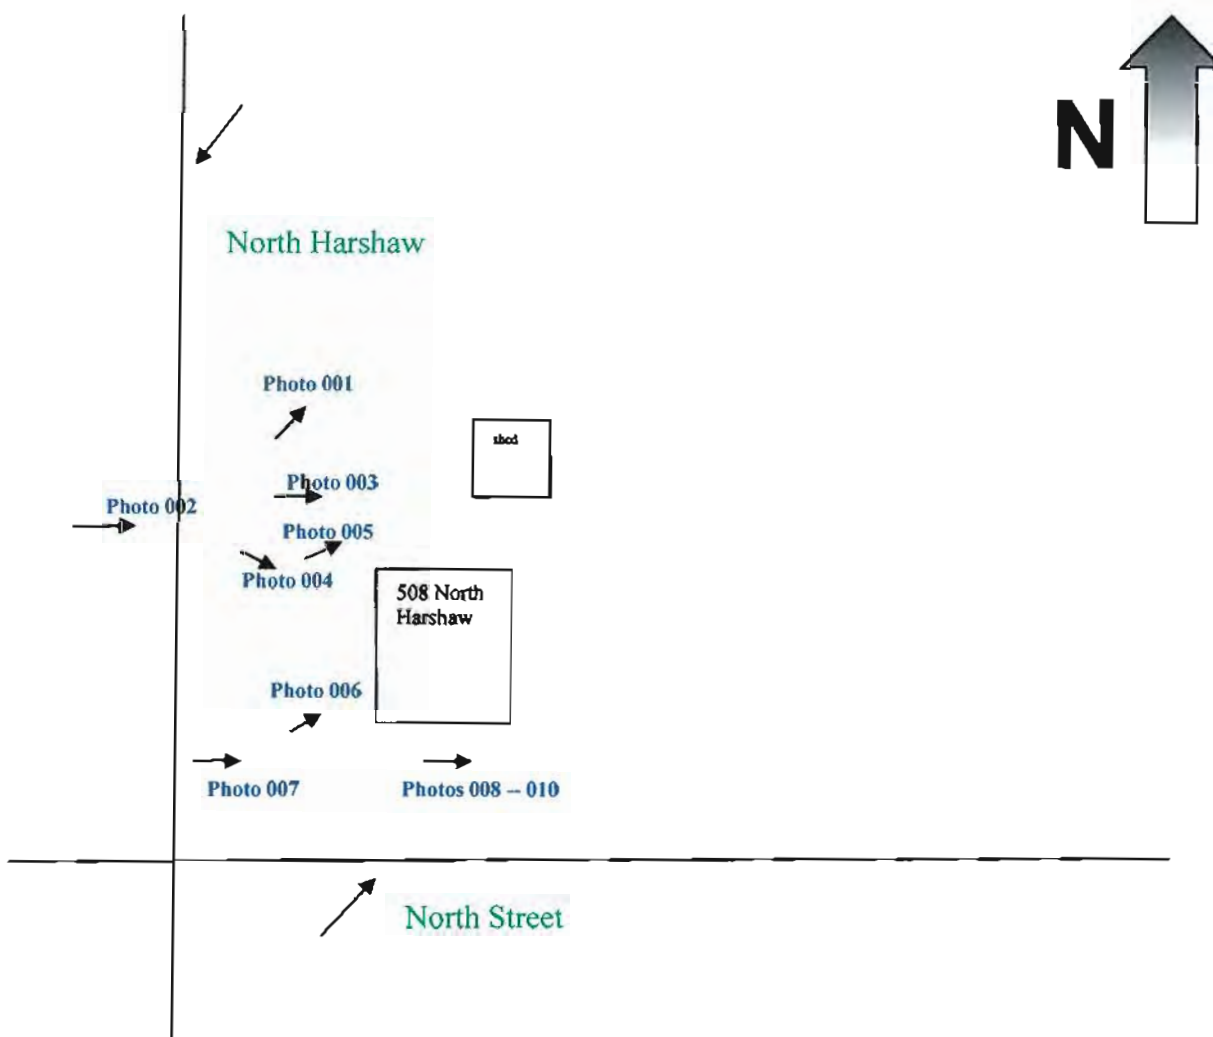 N
North Harshaw
Photo 001
shed
Photo 003
Photo 002
Photo 005
Photo 004
508 North
Harshaw
Photo 006
Photo 007
Photos 008 – 010
North Street